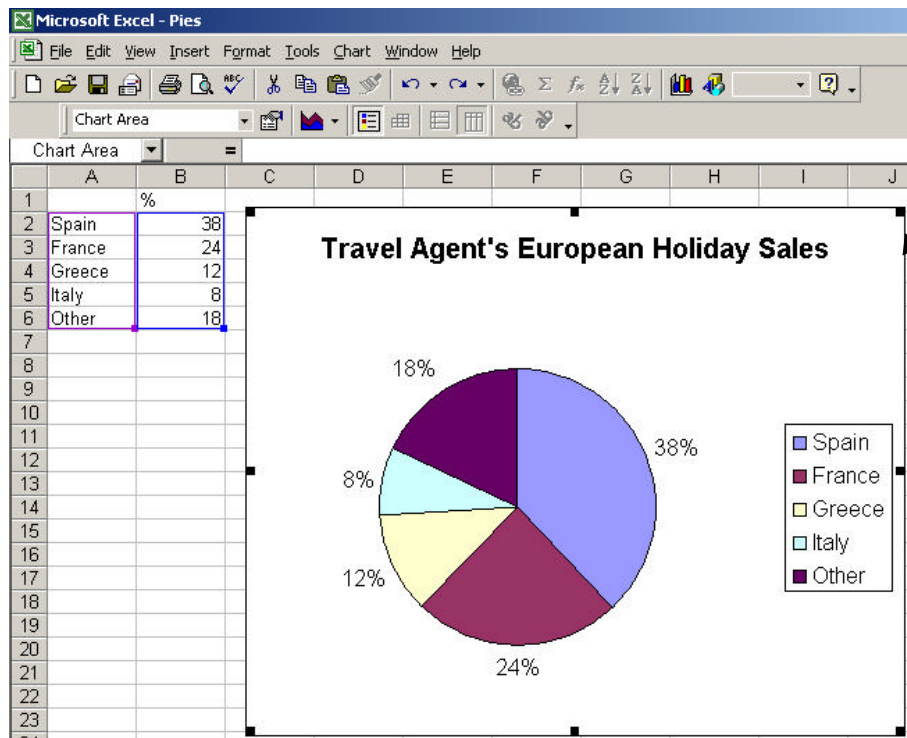 Microsoft Excel - Pies
File Edit View Insert Format Tools Chart Window Help
ABC Σ fx A Z Z A ?
Chart Area
Chart Area =
A B C D E F G H I J
1 %
2 Spain 38
3 France 24
4 Greece 12
5 Italy 8
6 Other 18
7
8
9
10
11
12
13
14
15
16
17
18
19
20
21
22
23
Travel Agent's European Holiday Sales
18%
38%
8%
12%
24%
Spain
France
Greece
Italy
Other